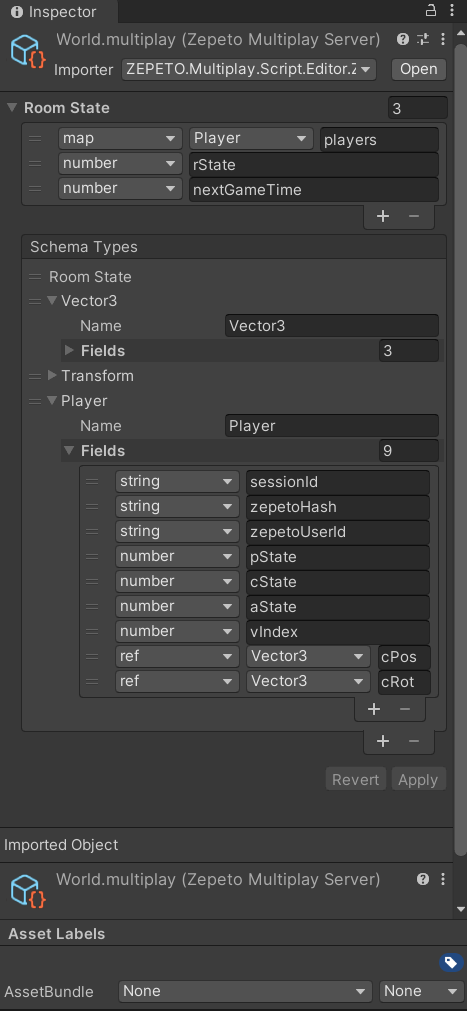 Inspector
World.multiplay (Zepeto Multiplay Server)
Importer ZEPETO.Multiplay.Script.Editor.Z Open
Room State 3
map Player players
number rState
number nextGameTime
+ −
Schema Types
Room State
Vector3
Name Vector3
Fields 3
Transform
Player
Name Player
Fields 9
string sessionId
string zepetoHash
string zepetoUserId
number pState
number cState
number aState
number vIndex
ref Vector3 cPos
ref Vector3 cRot
+ −
+ −
Revert Apply
Imported Object
World.multiplay (Zepeto Multiplay Server)
Asset Labels
AssetBundle None None